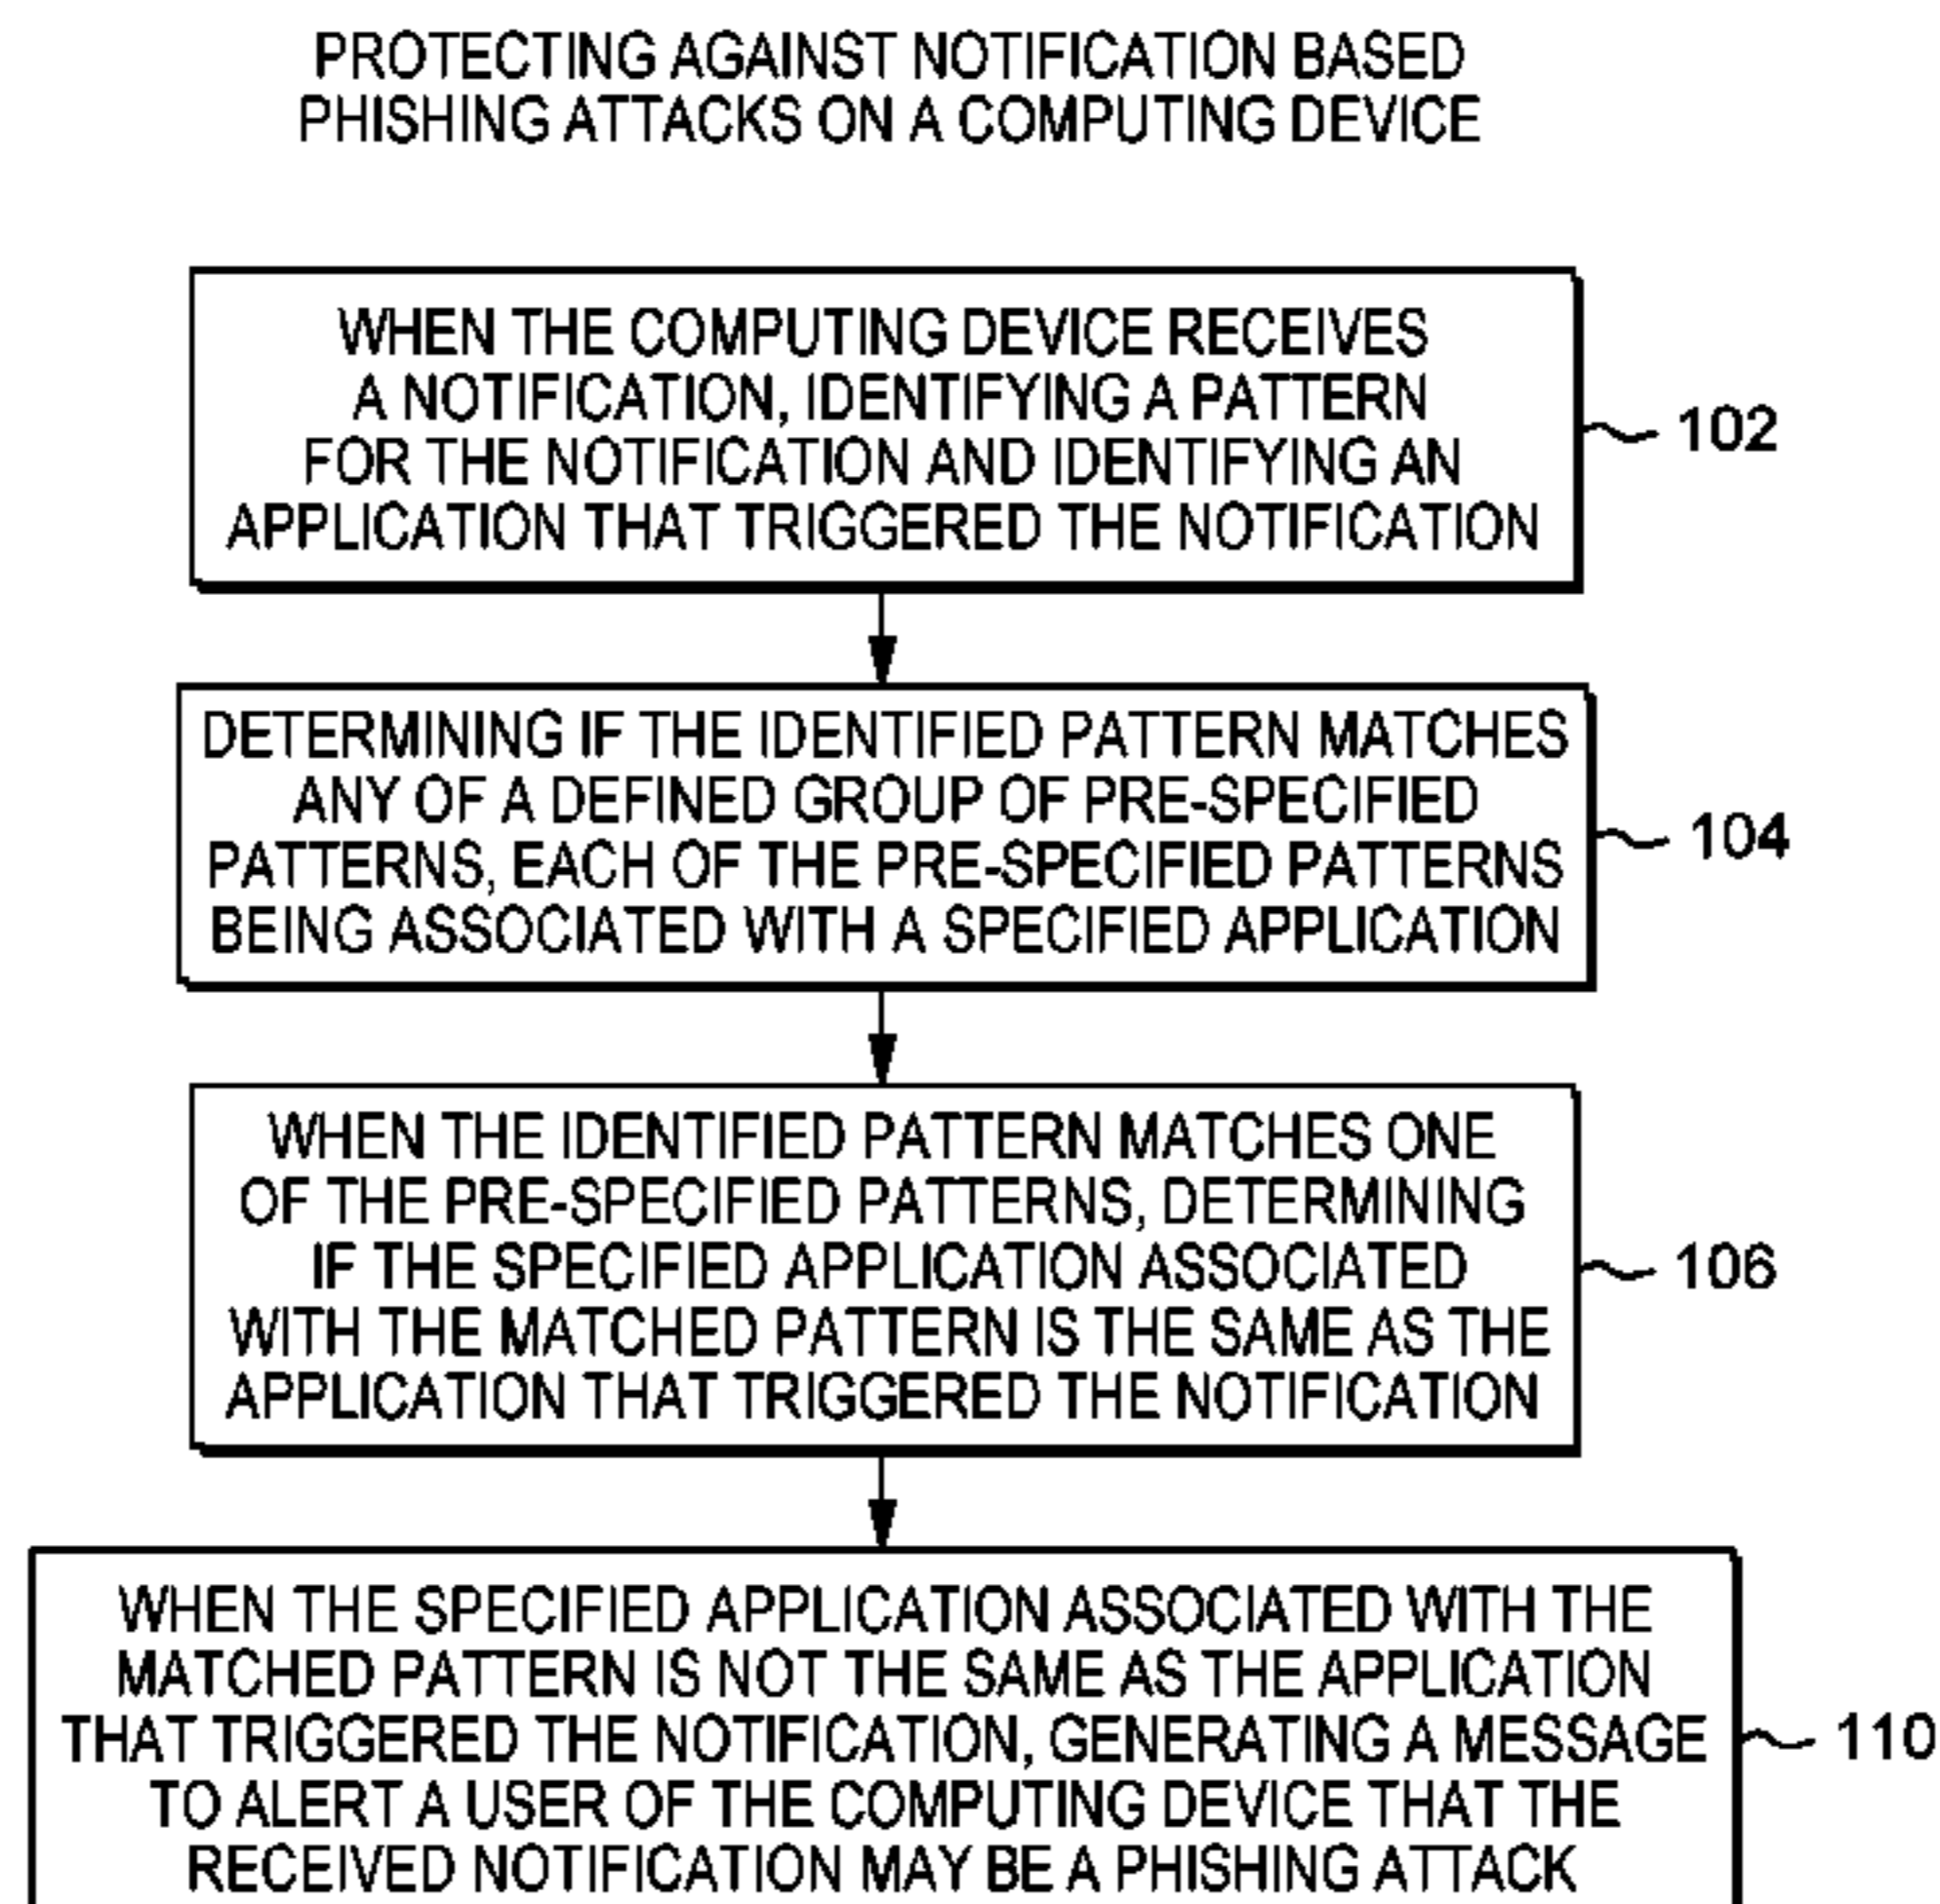 PROTECTING AGAINST NOTIFICATION BASED
PHISHING ATTACKS ON A COMPUTING DEVICE
WHEN THE COMPUTING DEVICE RECEIVES
A NOTIFICATION, IDENTIFYING A PATTERN
FOR THE NOTIFICATION AND IDENTIFYING AN
APPLICATION THAT TRIGGERED THE NOTIFICATION
102
DETERMINING IF THE IDENTIFIED PATTERN MATCHES
ANY OF A DEFINED GROUP OF PRE-SPECIFIED
PATTERNS, EACH OF THE PRE-SPECIFIED PATTERNS
BEING ASSOCIATED WITH A SPECIFIED APPLICATION
104
WHEN THE IDENTIFIED PATTERN MATCHES ONE
OF THE PRE-SPECIFIED PATTERNS, DETERMINING
IF THE SPECIFIED APPLICATION ASSOCIATED
WITH THE MATCHED PATTERN IS THE SAME AS THE
APPLICATION THAT TRIGGERED THE NOTIFICATION
106
WHEN THE SPECIFIED APPLICATION ASSOCIATED WITH THE
MATCHED PATTERN IS NOT THE SAME AS THE APPLICATION
THAT TRIGGERED THE NOTIFICATION, GENERATING A MESSAGE
TO ALERT A USER OF THE COMPUTING DEVICE THAT THE
RECEIVED NOTIFICATION MAY BE A PHISHING ATTACK
110